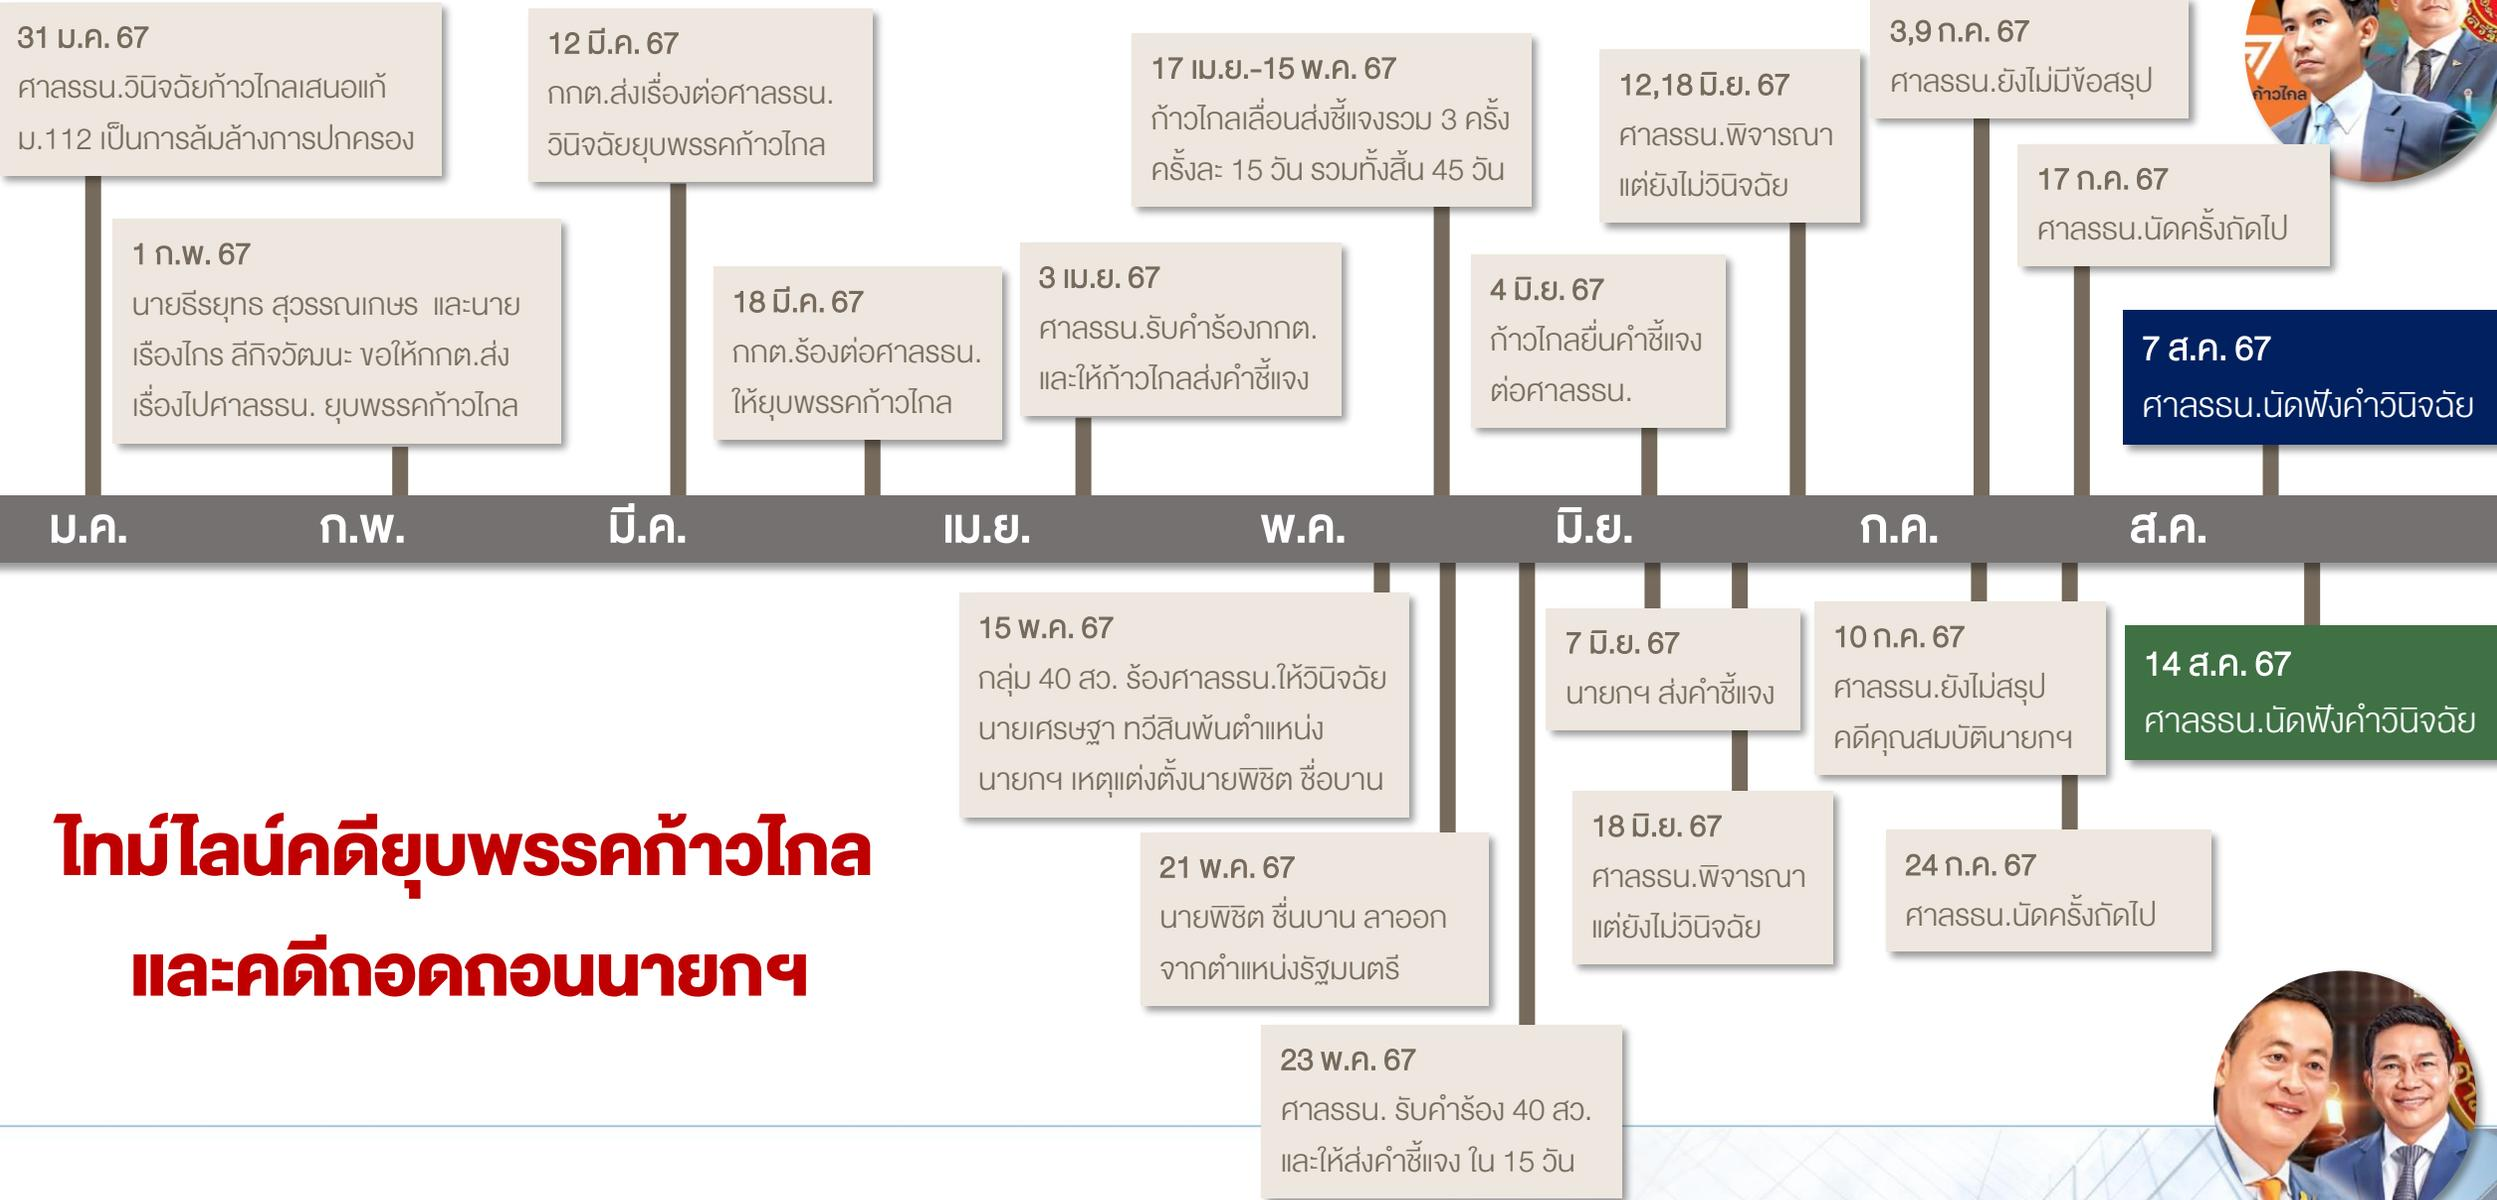 31 ม.ค. 67
ศาลรธน.วินิจฉัยก้าวไกลเสนอแก้
ม.112 เป็นการล้มล้างการปกครอง
12 มี.ค. 67
กกต.ส่งเรื่องต่อศาลรธน.
วินิจฉัยยุบพรรคก้าวไกล
17 เม.ย.-15 พ.ค. 67
ก้าวไกลเลื่อนส่งชี้แจงรวม 3 ครั้ง
ครั้งละ 15 วัน รวมทั้งสิ้น 45 วัน
12,18 มิ.ย. 67
ศาลรธน.พิจารณา
แต่ยังไม่วินิจฉัย
3,9 ก.ค. 67
ศาลรธน.ยังไม่มีข้อสรุป
ก้าวไกล
1 ก.พ. 67
นายธีรยุทธ สุวรรณเกษร และนาย
เรืองไกร ลีกิจวัฒนะ ขอให้กกต.ส่ง
เรื่องไปศาลรธน. ยุบพรรคก้าวไกล
18 มี.ค. 67
กกต.ร้องต่อศาลรธน.
ให้ยุบพรรคก้าวไกล
3 เม.ย. 67
ศาลรธน.รับคำร้องกกต.
และให้ก้าวไกลส่งคำชี้แจง
4 มิ.ย. 67
ก้าวไกลยื่นคำชี้แจง
ต่อศาลรธน.
17 ก.ค. 67
ศาลรธน.นัดครั้งถัดไป
7 ส.ค. 67
ศาลรธน.นัดฟังคำวินิจฉัย
ม.ค. ก.พ. มี.ค. เม.ย. พ.ค. มิ.ย. ก.ค. ส.ค.
15 พ.ค. 67
กลุ่ม 40 สว. ร้องศาลรธน.ให้วินิจฉัย
นายเศรษฐา ทวีสินพ้นตำแหน่ง
นายกฯ เหตุแต่งตั้งนายพิชิต ชื่อบาน
7 มิ.ย. 67
นายกฯ ส่งคำชี้แจง
10 ก.ค. 67
ศาลรธน.ยังไม่สรุป
คดีคุณสมบัตินายกฯ
14 ส.ค. 67
ศาลรธน.นัดฟังคำวินิจฉัย
21 พ.ค. 67
นายพิชิต ชื่นบาน ลาออก
จากตำแหน่งรัฐมนตรี
18 มิ.ย. 67
ศาลรธน.พิจารณา
แต่ยังไม่วินิจฉัย
24 ก.ค. 67
ศาลรธน.นัดครั้งถัดไป
23 พ.ค. 67
ศาลรธน. รับคำร้อง 40 สว.
และให้ส่งคำชี้แจง ใน 15 วัน
ไทม์ไลน์คดียุบพรรคก้าวไกล
และคดีถอดถอนนายกฯ